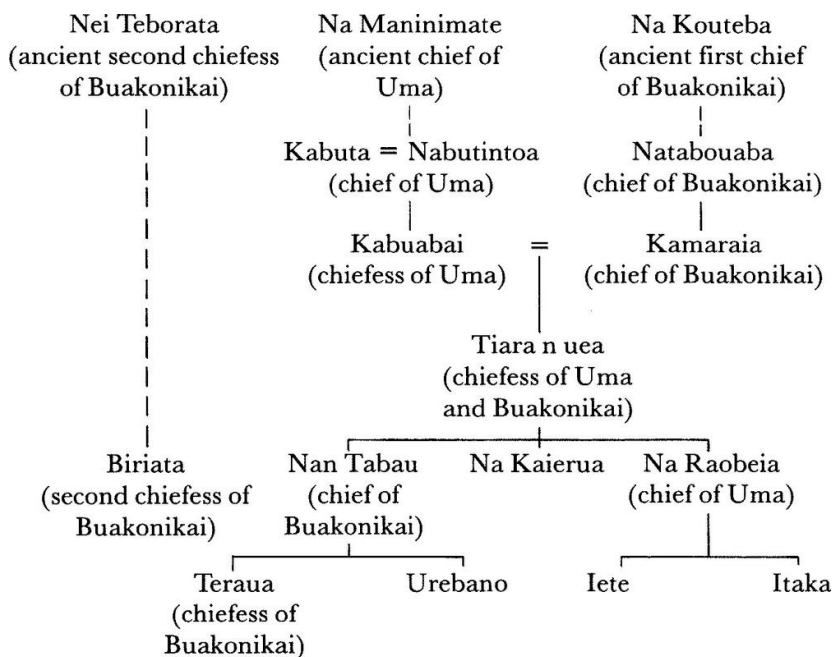 Nei Teborata
(ancient second chiefess
of Buakonikai)
Na Maninimate
(ancient chief of
Uma)
Na Kouteba
(ancient first chief
of Buakonikai)
Kabuta = Nabutintoa
(chief of Uma)
Natabouaba
(chief of Buakonikai)
Kabuabai
(chiefess of Uma)
=
Kamaraia
(chief of Buakonikai)
Tiara n uea
(chiefess of Uma
and Buakonikai)
Biriata
(second chiefess of
Buakonikai)
Nan Tabau
(chief of
Buakonikai)
Na Kaierua
Na Raobeia
(chief of Uma)
Teraua
(chiefess of
Buakonikai)
Urebano
Iete
Itaka